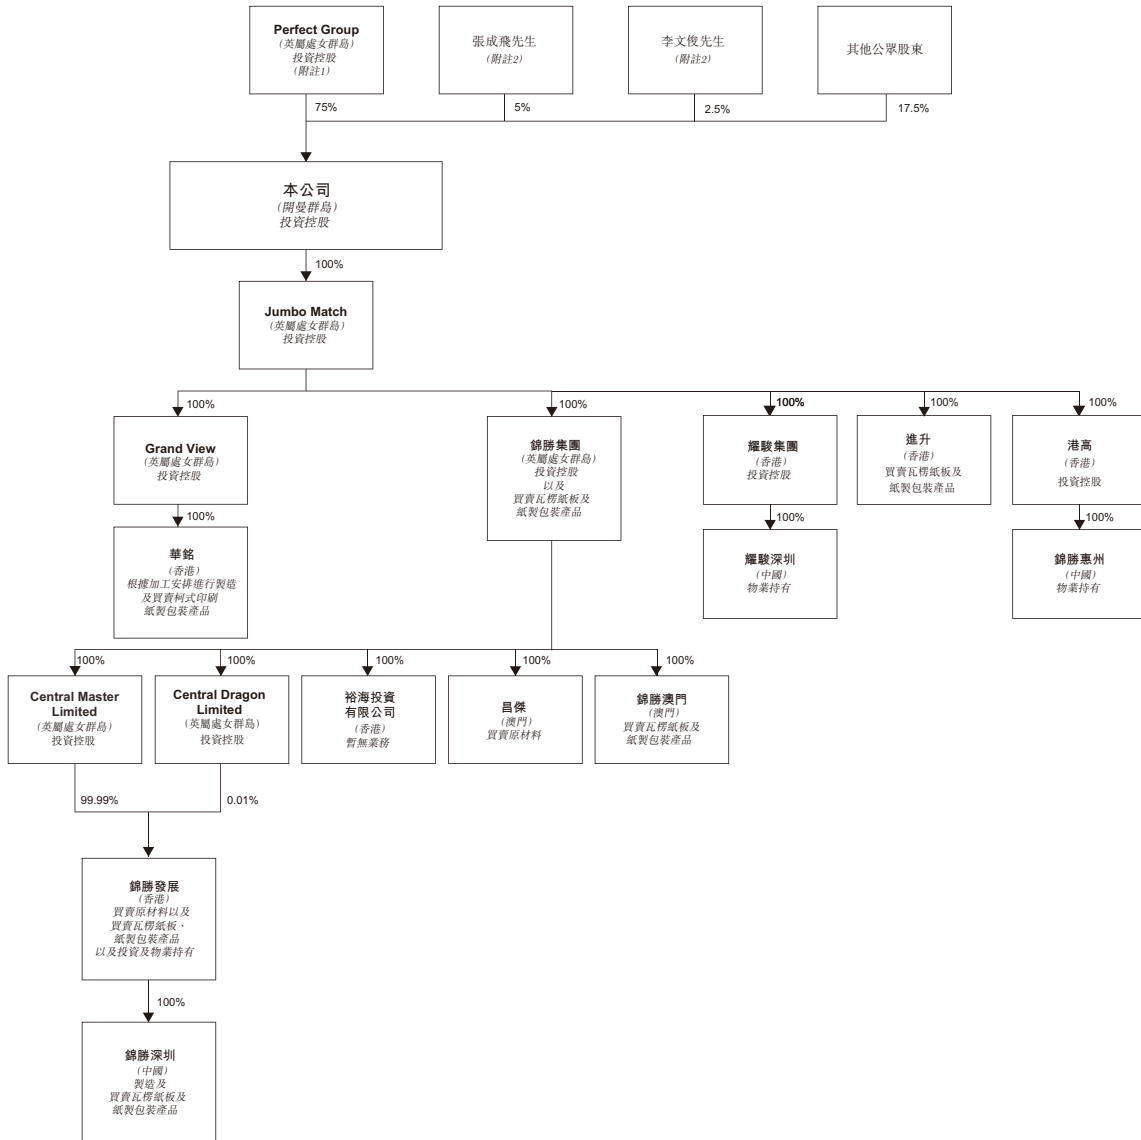 Perfect Group
(英屬處女群島)
投資控股
(附註1)
張成飛先生
(附註2)
李文俊先生
(附註2)
其他公眾股東
75%
5%
2.5%
17.5%
本公司
(開曼群島)
投資控股
100%
Jumbo Match
(英屬處女群島)
投資控股
100%
100%
100%
100%
100%
Grand View
(英屬處女群島)
投資控股
錦勝集團
(英屬處女群島)
投資控股
以及
買賣瓦楞紙板及
紙製包裝產品
耀駿集團
(香港)
投資控股
進升
(香港)
買賣瓦楞紙板及
紙製包裝產品
港高
(香港)
投資控股
100%
100%
100%
華銘
(香港)
根據加工安排進行製造
及買賣柯式印刷
紙製包裝產品
耀駿深圳
(中國)
物業持有
錦勝惠州
(中國)
物業持有
100%
100%
100%
100%
100%
Central Master
Limited
(英屬處女群島)
投資控股
Central Dragon
Limited
(英屬處女群島)
投資控股
裕海投資
有限公司
(香港)
暫無業務
昌傑
(澳門)
買賣原材料
錦勝澳門
(澳門)
買賣瓦楞紙板及
紙製包裝產品
99.99%
0.01%
錦勝發展
(香港)
買賣原材料以及
買賣瓦楞紙板、
紙製包裝產品
以及投資及物業持有
100%
錦勝深圳
(中國)
製造及
買賣瓦楞紙板及
紙製包裝產品